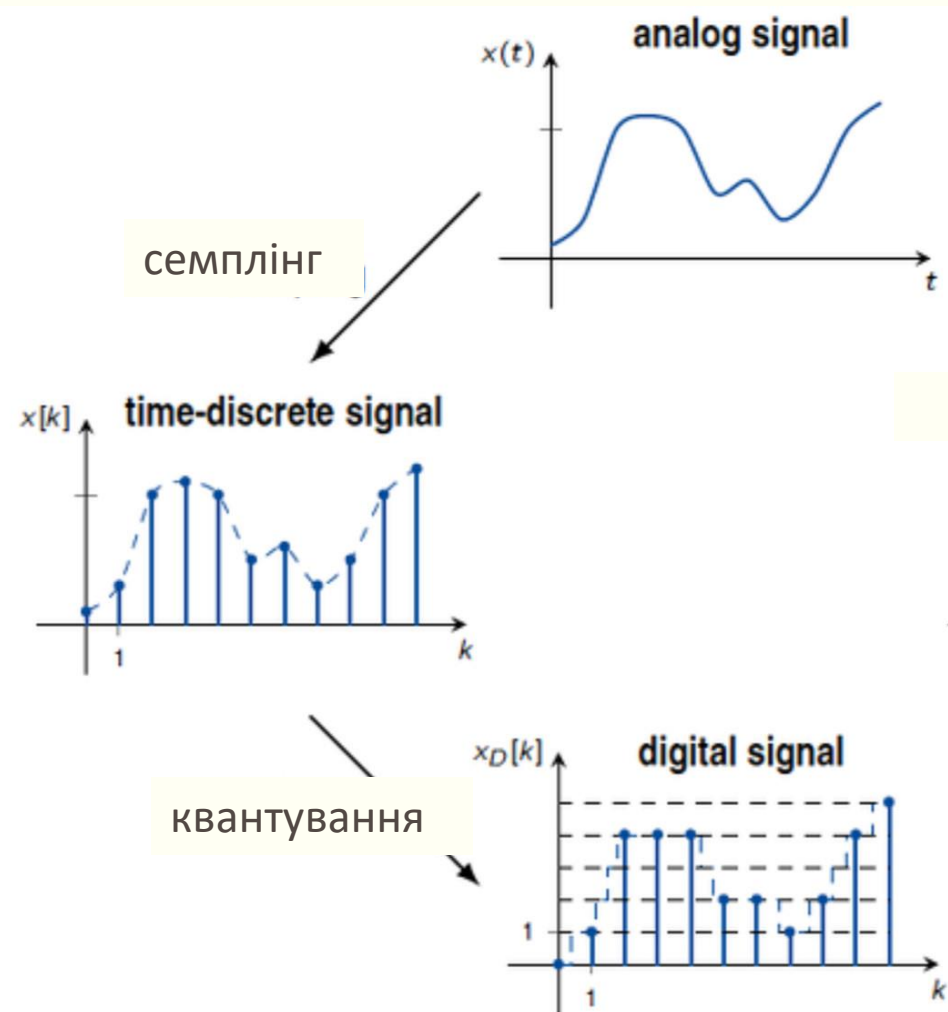 analog signal
x(t)
t
семплінг
x[k]
time-discrete signal
1
k
квантування
x_D[k]
digital signal
1
1
k